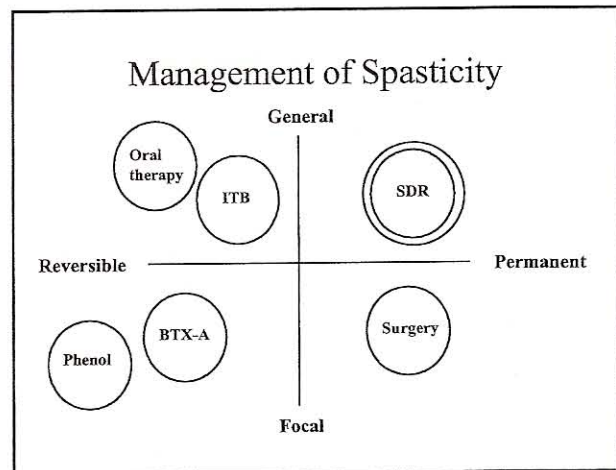 Management of Spasticity
General
Oral
therapy
ITB
SDR
Reversible
Permanent
BTX-A
Surgery
Phenol
Focal